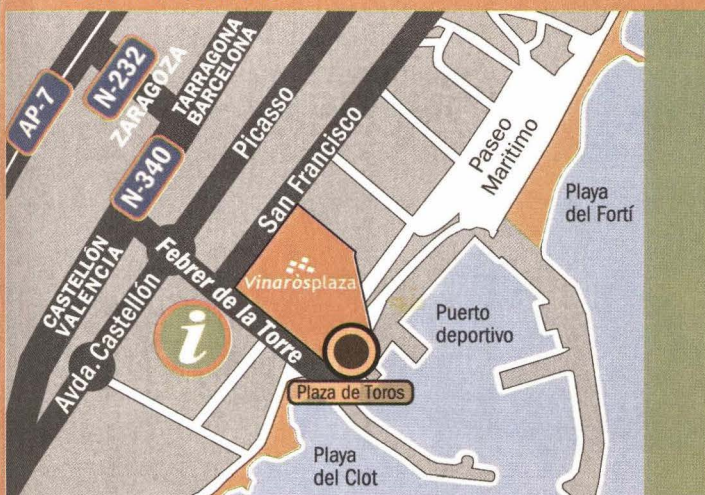 AP-7
N-232
ZARAGOZA
TARRAGONA
BARCELONA
N-340
Picasso
San Francisco
Paseo
Marítimo
Playa
del Fortí
CASTELLÓN
VALENCIA
Febrer de la Torre
Vinaròsplaza
Avda. Castellón
i
Puerto
deportivo
Plaza de Toros
Playa
del Clot